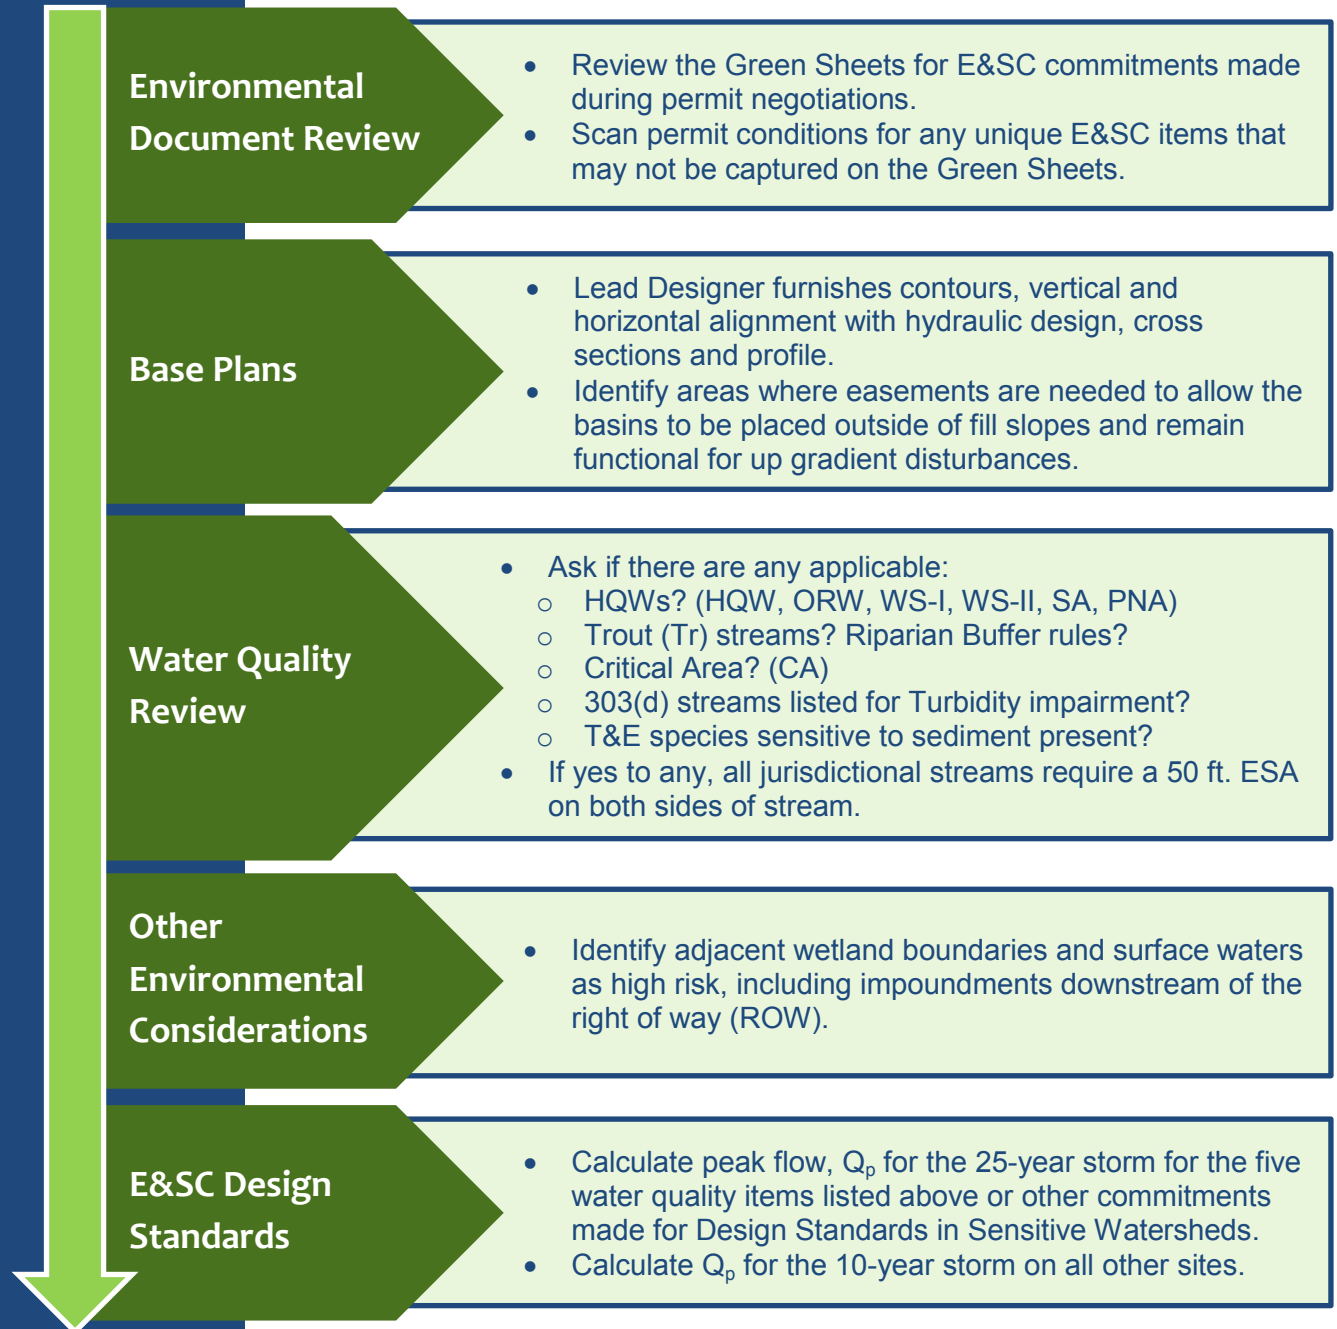 Environmental
Document Review
• Review the Green Sheets for E&SC commitments made
during permit negotiations.
• Scan permit conditions for any unique E&SC items that
may not be captured on the Green Sheets.
Base Plans
• Lead Designer furnishes contours, vertical and
horizontal alignment with hydraulic design, cross
sections and profile.
• Identify areas where easements are needed to allow the
basins to be placed outside of fill slopes and remain
functional for up gradient disturbances.
Water Quality
Review
• Ask if there are any applicable:
o HQWs? (HQW, ORW, WS-I, WS-II, SA, PNA)
o Trout (Tr) streams? Riparian Buffer rules?
o Critical Area? (CA)
o 303(d) streams listed for Turbidity impairment?
o T&E species sensitive to sediment present?
• If yes to any, all jurisdictional streams require a 50 ft. ESA
on both sides of stream.
Other
Environmental
Considerations
• Identify adjacent wetland boundaries and surface waters
as high risk, including impoundments downstream of the
right of way (ROW).
E&SC Design
Standards
• Calculate peak flow, Qp for the 25-year storm for the five
water quality items listed above or other commitments
made for Design Standards in Sensitive Watersheds.
• Calculate Qp for the 10-year storm on all other sites.